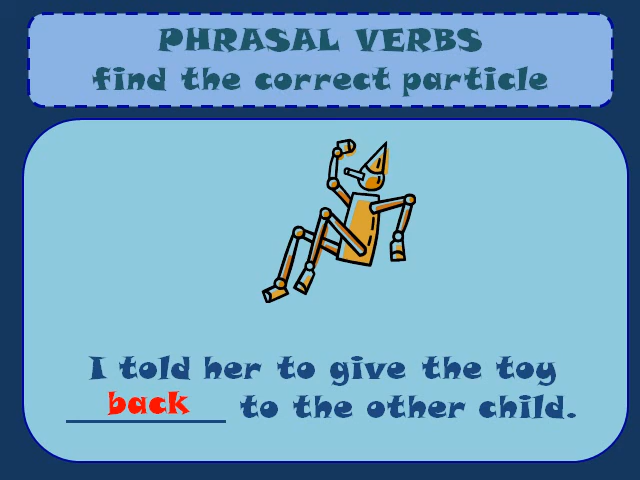 PHRASAL VERBS
find the correct particle
I told her to give the toy
back to the other child.